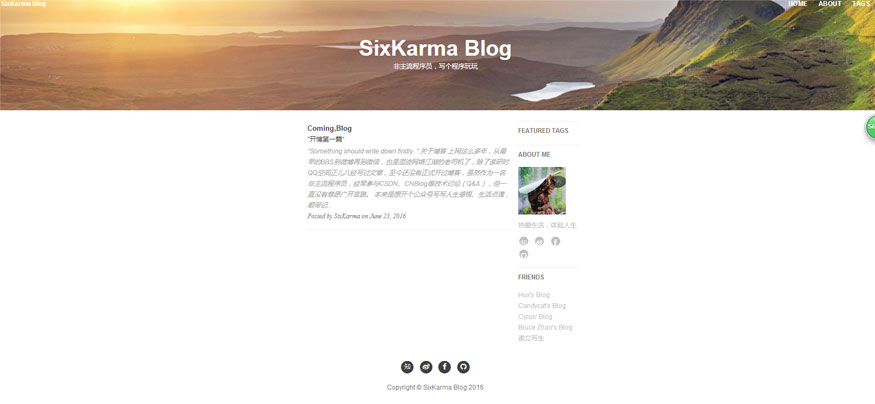 SixKarma Blog
HOME ABOUT TAGS
SixKarma Blog
非主流程序员，写个程序玩玩
Coming,Blog
"开博第一篇"
"Something should write down firstly. " 关于博客 上网这么多年，从最
早的BBS到微博再到微信，也是混迹网络江湖的老司机了，除了读研时
QQ空间正儿八经写过文章，至今还没有正式开过博客，虽然作为一名
非主流程序员，经常参与CSDN、CNBlog等技术讨论（Q&A），但一
直没有想要广开言路。 本来是想开个公众号写写人生感悟、生活点滴，
都带记...
Posted by SixKarma on June 23, 2016
FEATURED TAGS
ABOUT ME
热爱生活，体验人生
FRIENDS
Hux's Blog
Candycat's Blog
Cyzus' Blog
Bruce Zhao's Blog
谈立写生
知
Copyright © SixKarma Blog 2016